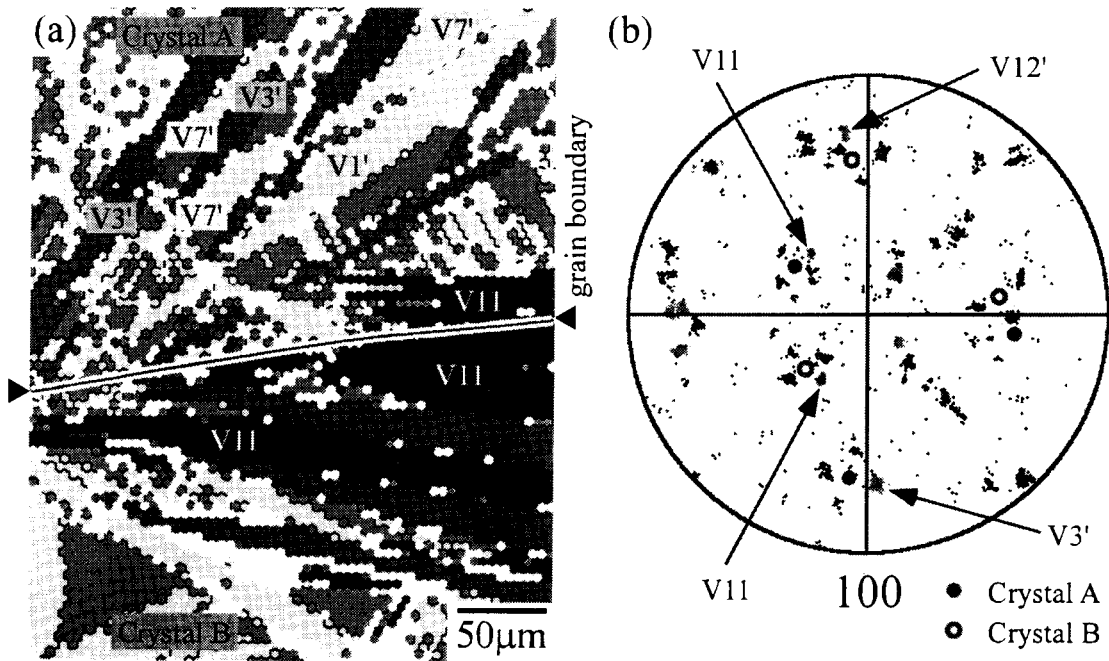 (a)
Crystal A
V7'
V3'
V7'
V1'
V3'
V7'
V11
V11
V11
Crystal B
50μm
grain boundary
(b)
V11
V12'
V3'
V11
100
Crystal A
Crystal B